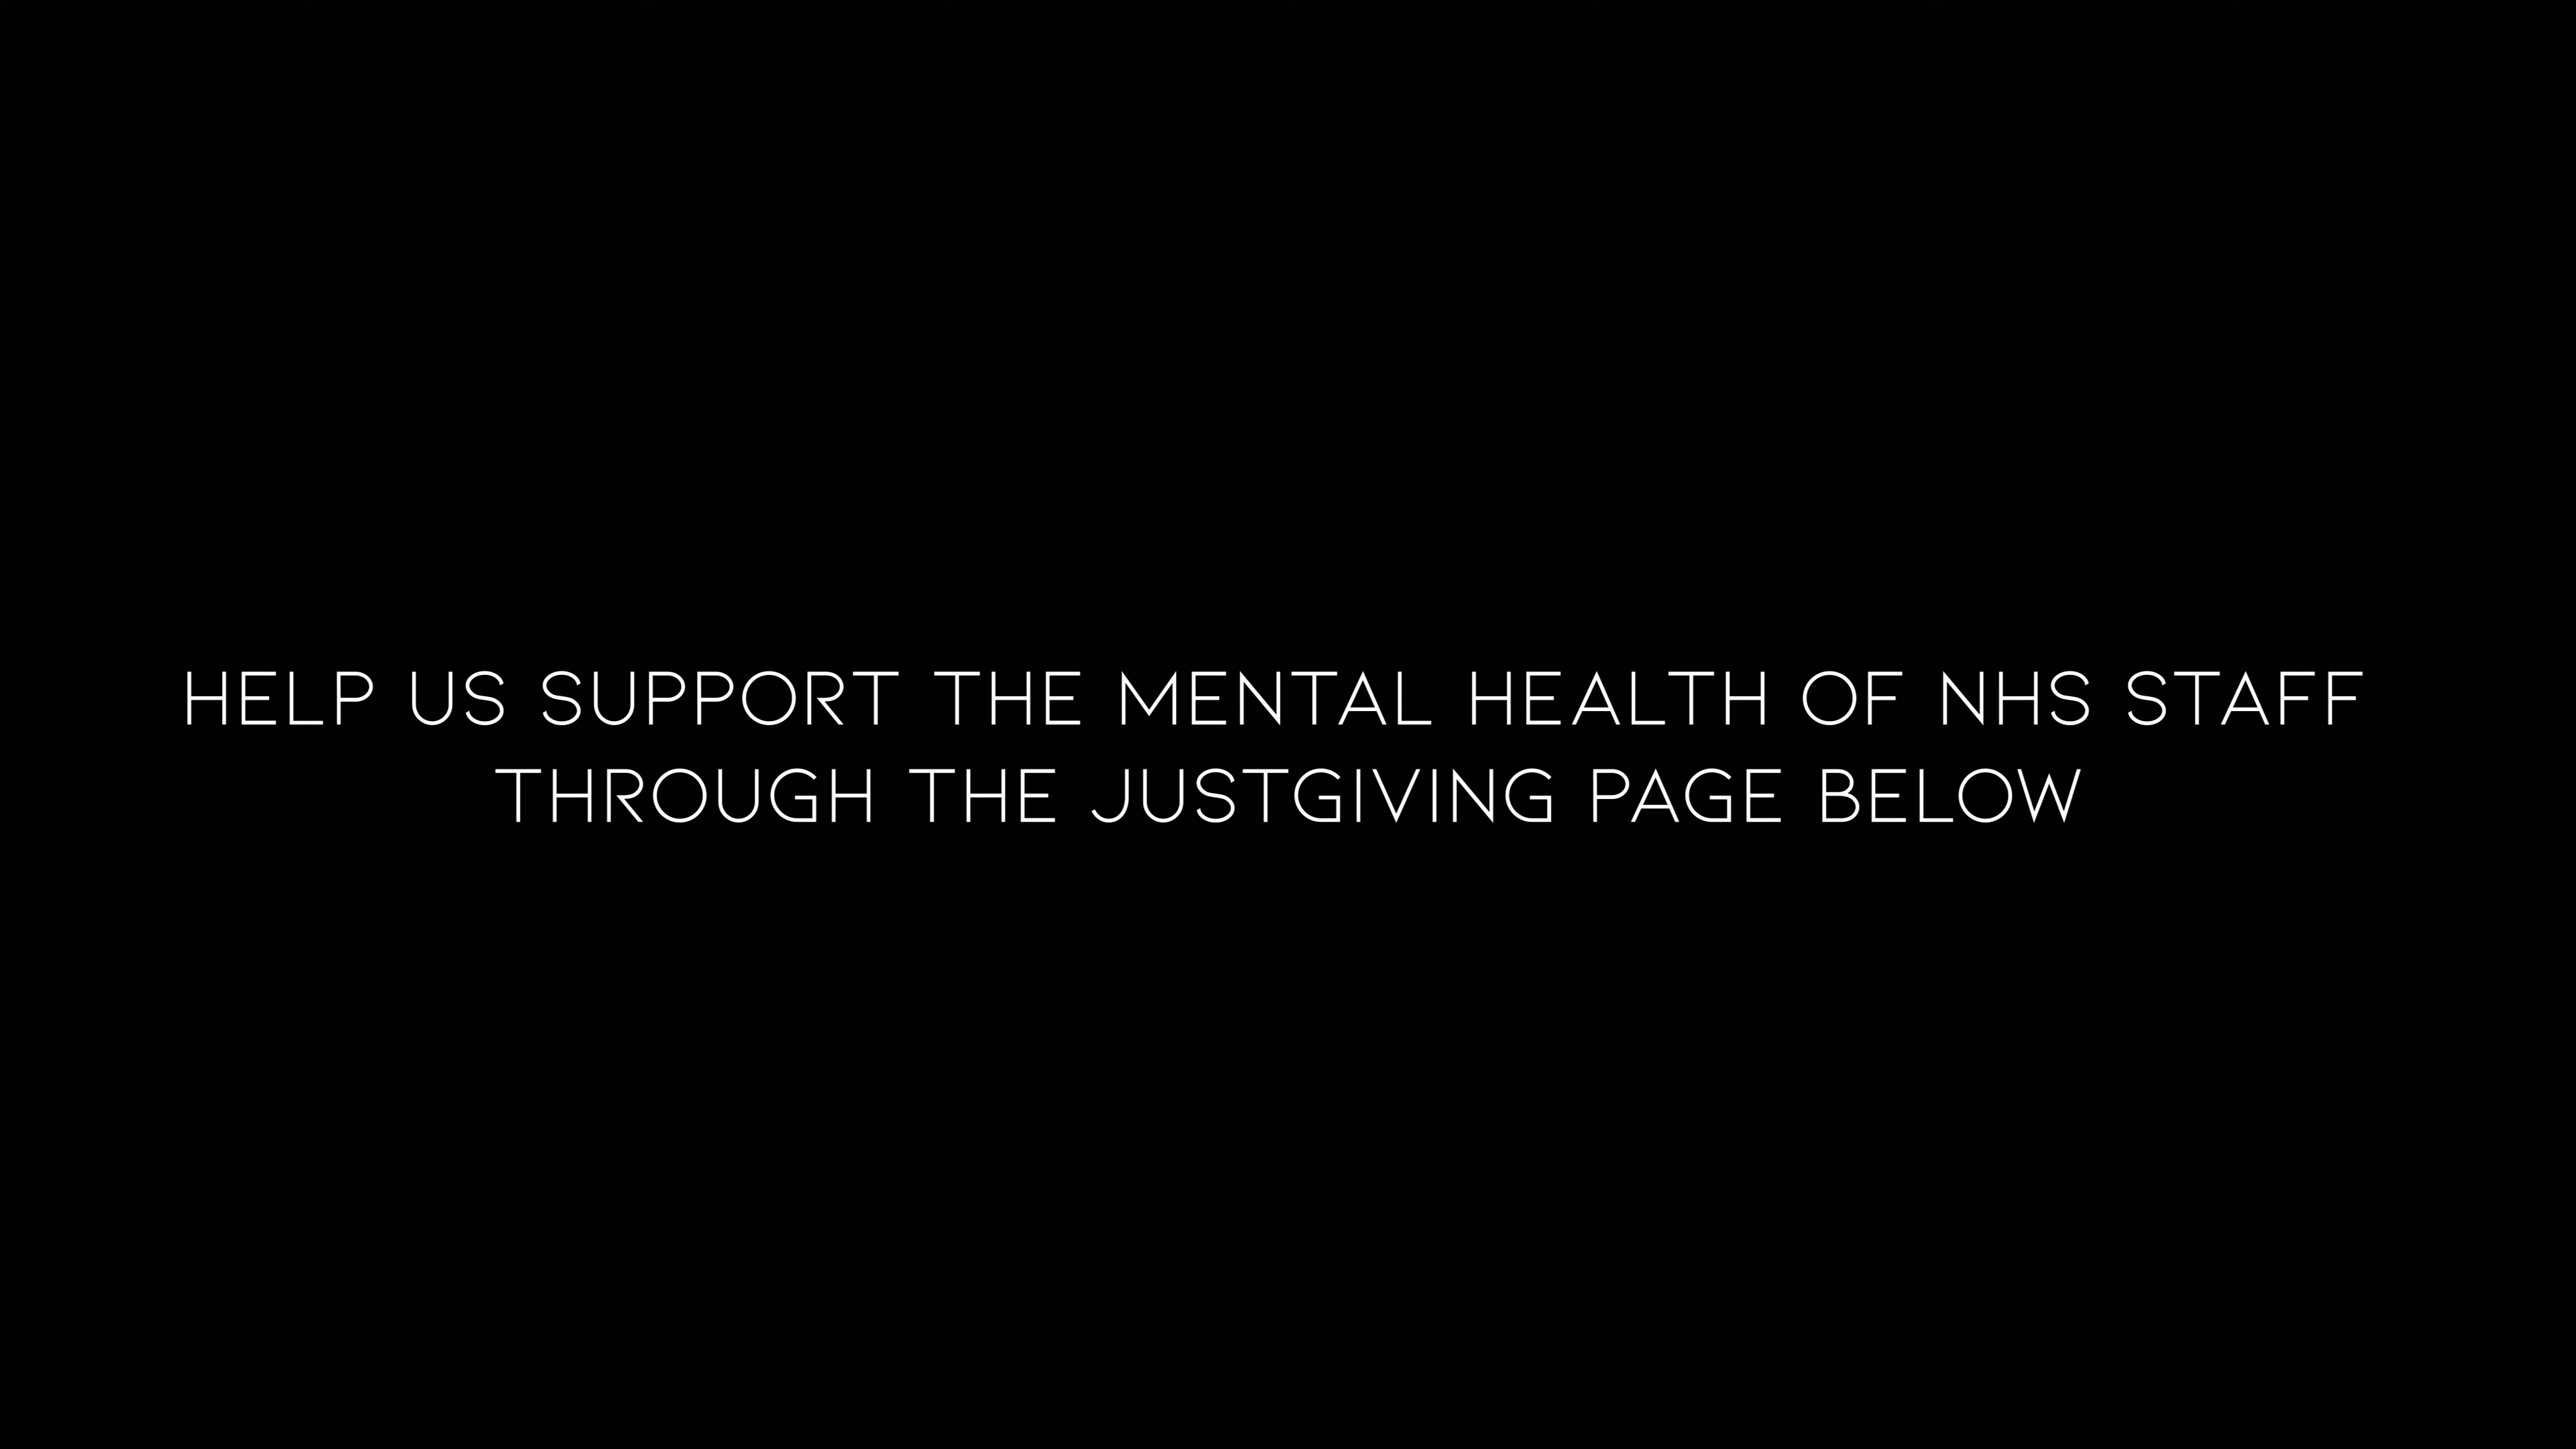 HELP US SUPPORT THE MENTAL HEALTH OF NHS STAFF
THROUGH THE JUSTGIVING PAGE BELOW